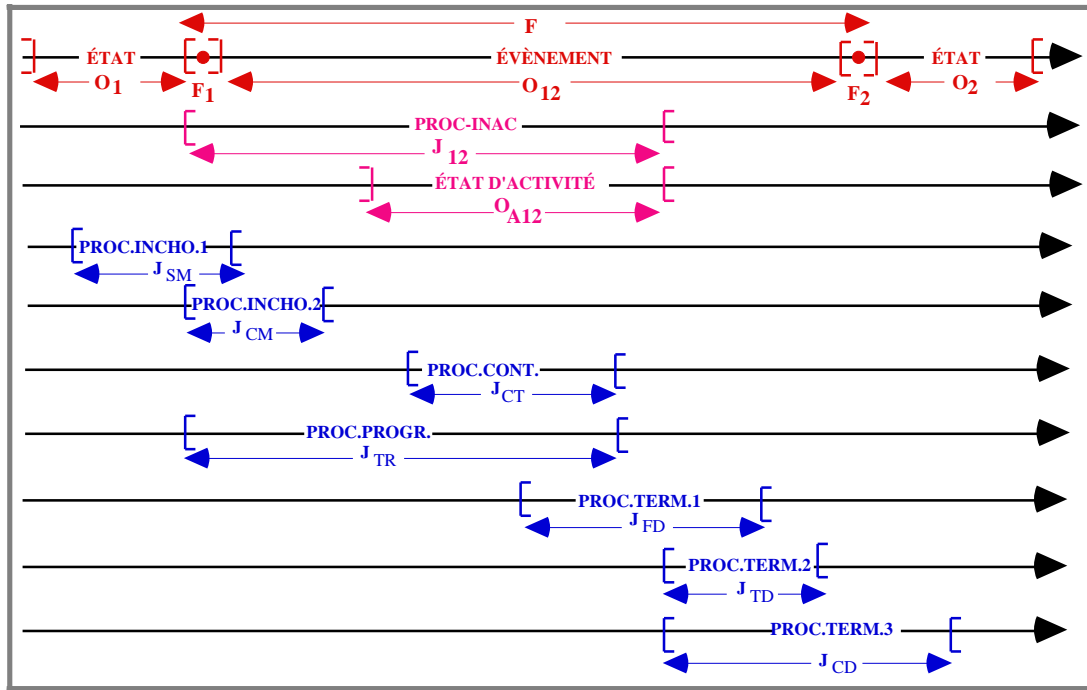 F
ÉTAT ÉVÈNEMENT ÉTAT
O1 F1 O12 F2 O2
PROC-INAC
J12
ÉTAT D'ACTIVITÉ
OA12
PROC.INCHO.1
JSM
PROC.INCHO.2
JCM
PROC.CONT.
JCT
PROC.PROGR.
JTR
PROC.TERM.1
JFD
PROC.TERM.2
JTD
PROC.TERM.3
JCD